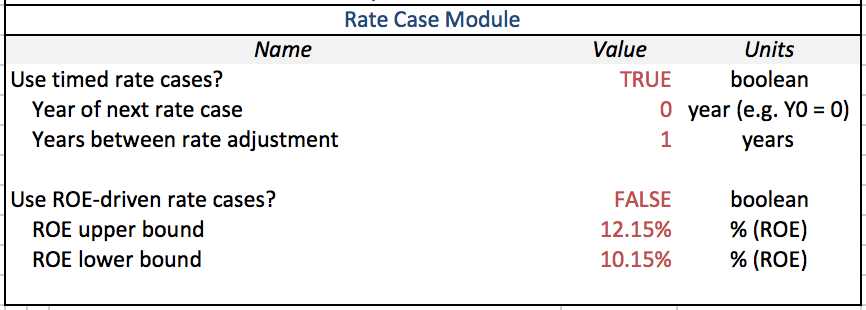 Rate Case Module
Name Value Units
Use timed rate cases? TRUE boolean
Year of next rate case 0 year (e.g. Y0 = 0)
Years between rate adjustment 1 years
Use ROE-driven rate cases? FALSE boolean
ROE upper bound 12.15% % (ROE)
ROE lower bound 10.15% % (ROE)